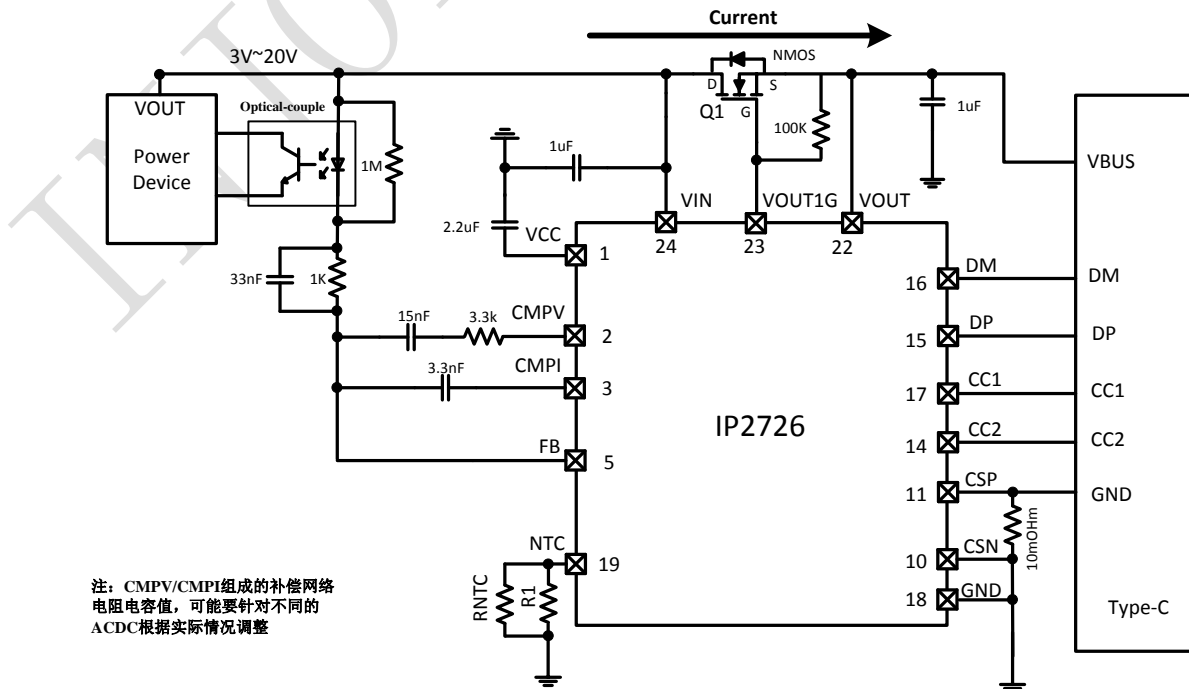 Current
3V~20V
NMOS
D
S
G
Q1
VOUT
Power
Device
Optical-couple
1M
1uF
100K
1uF
VIN
VOUT1G
VOUT
24
23
22
2.2uF
VCC
1
33nF
1K
15nF
3.3k
CMPV
2
3.3nF
CMPI
3
FB
5
NTC
19
RNTC
R1
IP2726
16
DM
15
DP
17
CC1
14
CC2
11
CSP
10
CSN
18
GND
10mOHm
VBUS
DM
DP
CC1
CC2
GND
Type-C
注：CMPV/CMPI组成的补偿网络
电阻电容值，可能要针对不同的
ACDC根据实际情况调整